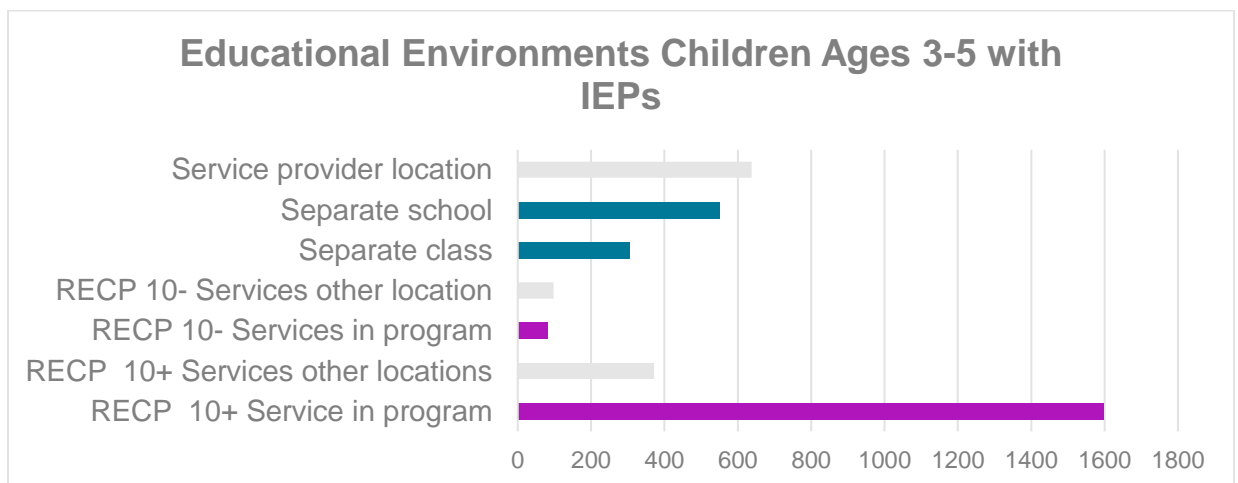 Educational Environments Children Ages 3-5 with
IEPs
Service provider location
Separate school
Separate class
RECP 10- Services other location
RECP 10- Services in program
RECP  10+ Services other locations
RECP  10+ Service in program
0 200 400 600 800 1000 1200 1400 1600 1800